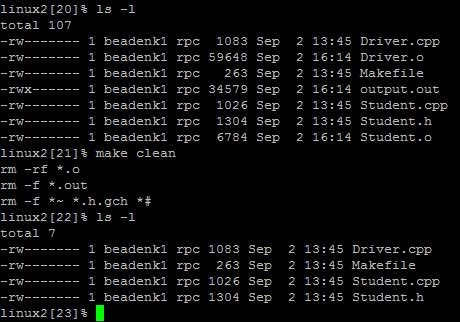 linux2[20]% ls -l
total 107
-rw------- 1 beadenk1 rpc  1083 Sep  2 13:45 Driver.cpp
-rw------- 1 beadenk1 rpc 59648 Sep  2 16:14 Driver.o
-rw------- 1 beadenk1 rpc   263 Sep  2 13:45 Makefile
-rwx------ 1 beadenk1 rpc 34579 Sep  2 16:14 output.out
-rw------- 1 beadenk1 rpc  1026 Sep  2 13:45 Student.cpp
-rw------- 1 beadenk1 rpc  1304 Sep  2 13:45 Student.h
-rw------- 1 beadenk1 rpc  6784 Sep  2 16:14 Student.o
linux2[21]% make clean
rm -rf *.o
rm -f *.out
rm -f *~ *.h.gch *#
linux2[22]% ls -l
total 7
-rw------- 1 beadenk1 rpc 1083 Sep  2 13:45 Driver.cpp
-rw------- 1 beadenk1 rpc  263 Sep  2 13:45 Makefile
-rw------- 1 beadenk1 rpc 1026 Sep  2 13:45 Student.cpp
-rw------- 1 beadenk1 rpc 1304 Sep  2 13:45 Student.h
linux2[23]%